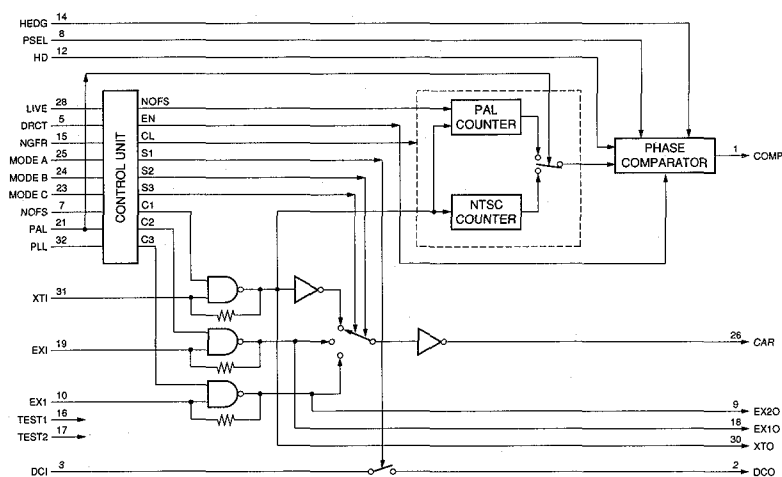 HEDG 14
PSEL 8
HD 12
LIVE 28
DRCT 5
NGFR 15
MODE A 25
MODE B 24
MODE C 23
NOFS 7
PAL 21
PLL 32
CONTROL UNIT
NOFS
EN
CL
S1
S2
S3
C1
C2
C3
PAL
COUNTER
NTSC
COUNTER
PHASE
COMPARATOR
1 COMP
XTI 31
EXI 19
EX1 10
TEST1 16
TEST2 17
DCI 3
26 CAR
9 EX2O
18 EX1O
30 XTO
2 DCO